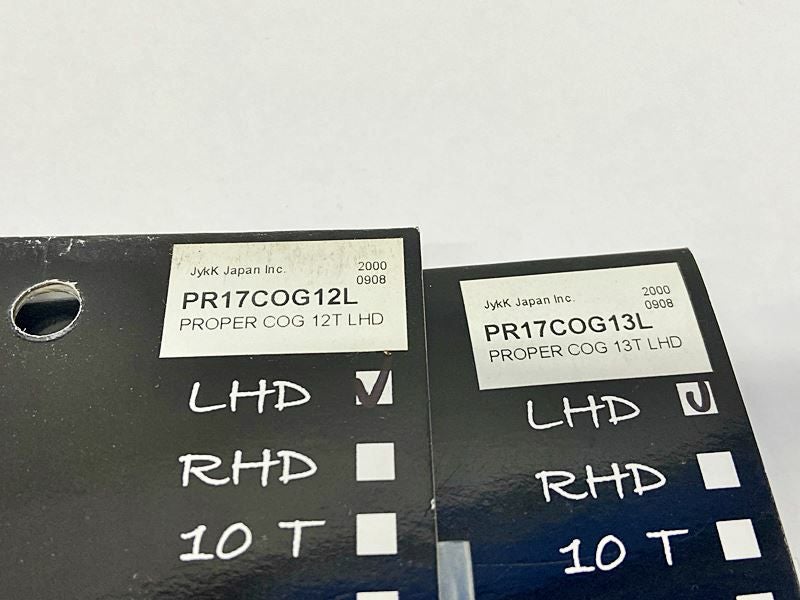 JykK Japan Inc. 2000
0908
PR17COG12L
PROPER COG 12T LHD
LHD
RHD
10 T
JykK Japan Inc. 2000
0908
PR17COG13L
PROPER COG 13T LHD
LHD
RHD
10 T